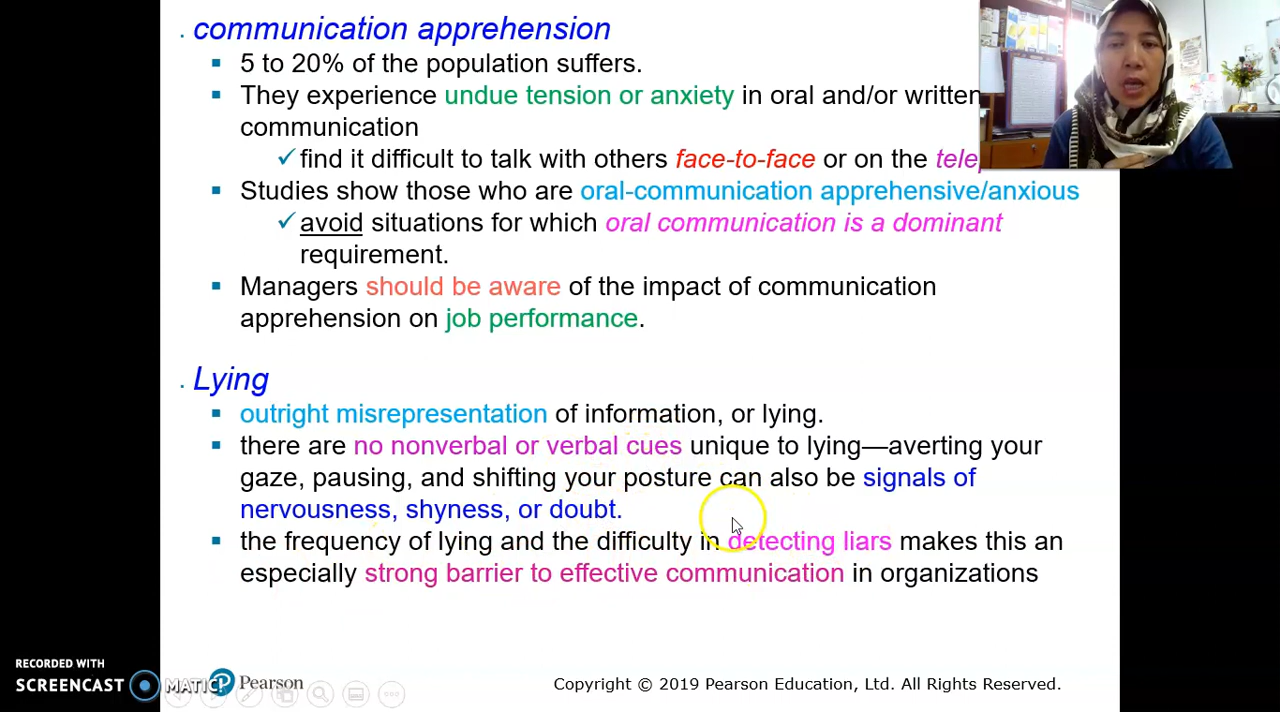 communication apprehension
▪ 5 to 20% of the population suffers.
▪ They experience undue tension or anxiety in oral and/or written
communication
✓find it difficult to talk with others face-to-face or on the
▪ Studies show those who are oral-communication apprehensive/anxious
✓avoid situations for which oral communication is a dominant
requirement.
▪ Managers should be aware of the impact of communication
apprehension on job performance.
Lying
▪ outright misrepresentation of information, or lying.
▪ there are no nonverbal or verbal cues unique to lying—averting your
gaze, pausing, and shifting your posture can also be signals of
nervousness, shyness, or doubt.
▪ the frequency of lying and the difficulty in detecting liars makes this an
especially strong barrier to effective communication in organizations
RECORDED WITH
SCREENCAST MATIC
P Pearson
Copyright © 2019 Pearson Education, Ltd. All Rights Reserved.